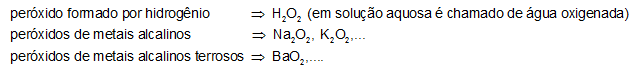 peróxido formado por hidrogênio ⇒ H₂O₂ (em solução aquosa é chamado de água oxigenada)
peróxidos de metais alcalinos ⇒ Na₂O₂, K₂O₂,...
peróxidos de metais alcalinos terrosos ⇒ BaO₂,....